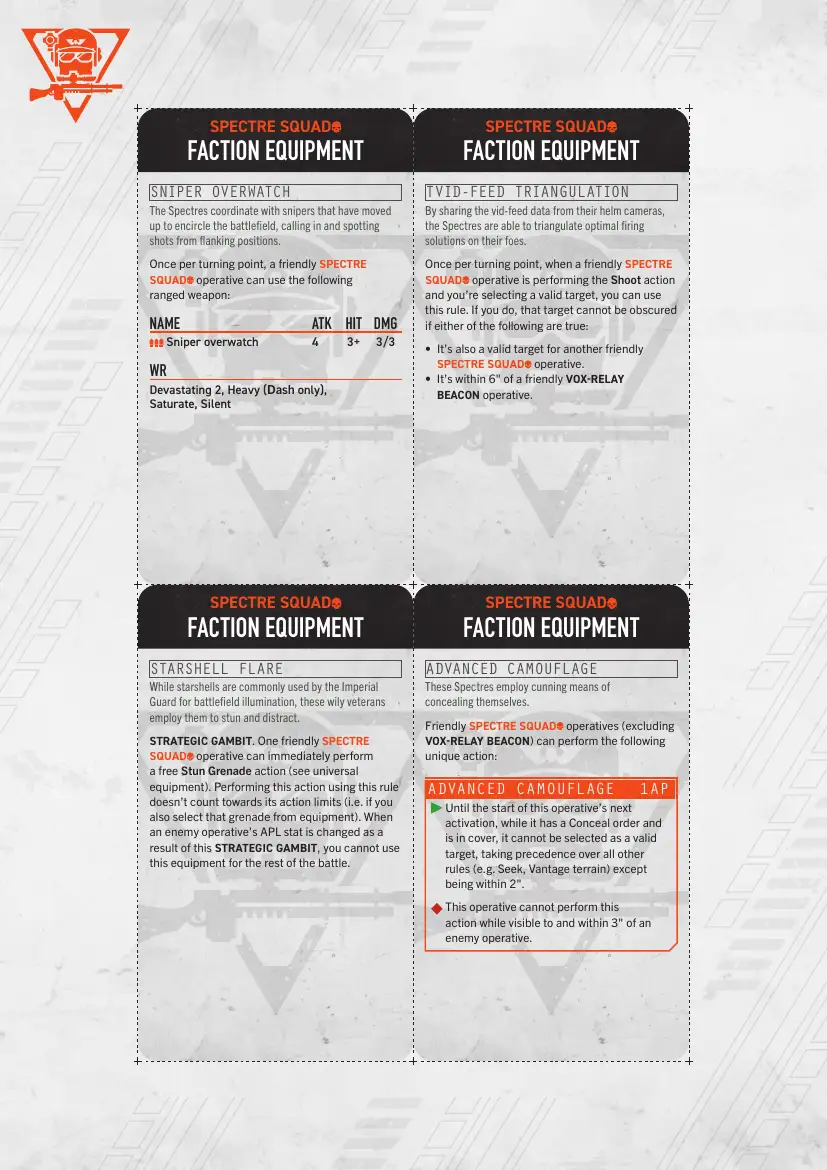 SPECTRE SQUAD
FACTION EQUIPMENT
SNIPER OVERWATCH
The Spectres coordinate with snipers that have moved
up to encircle the battlefield, calling in and spotting
shots from flanking positions.
Once per turning point, a friendly SPECTRE
SQUAD operative can use the following
ranged weapon:
NAME ATK HIT DMG
Sniper overwatch 4 3+ 3/3
WR
Devastating 2, Heavy (Dash only),
Saturate, Silent
SPECTRE SQUAD
FACTION EQUIPMENT
TVID-FEED TRIANGULATION
By sharing the vid-feed data from their helm cameras,
the Spectres are able to triangulate optimal firing
solutions on their foes.
Once per turning point, when a friendly SPECTRE
SQUAD operative is performing the Shoot action
and you're selecting a valid target, you can use
this rule. If you do, that target cannot be obscured
if either of the following are true:
• It's also a valid target for another friendly
SPECTRE SQUAD operative.
• It's within 6" of a friendly VOX-RELAY
BEACON operative.
SPECTRE SQUAD
FACTION EQUIPMENT
STARSHELL FLARE
While starshells are commonly used by the Imperial
Guard for battlefield illumination, these wily veterans
employ them to stun and distract.
STRATEGIC GAMBIT. One friendly SPECTRE
SQUAD operative can immediately perform
a free Stun Grenade action (see universal
equipment). Performing this action using this rule
doesn't count towards its action limits (i.e. if you
also select that grenade from equipment). When
an enemy operative's APL stat is changed as a
result of this STRATEGIC GAMBIT, you cannot use
this equipment for the rest of the battle.
SPECTRE SQUAD
FACTION EQUIPMENT
ADVANCED CAMOUFLAGE
These Spectres employ cunning means of
concealing themselves.
Friendly SPECTRE SQUAD operatives (excluding
VOX-RELAY BEACON) can perform the following
unique action:
ADVANCED CAMOUFLAGE 1AP
Until the start of this operative's next
activation, while it has a Conceal order and
is in cover, it cannot be selected as a valid
target, taking precedence over all other
rules (e.g. Seek, Vantage terrain) except
being within 2".
This operative cannot perform this
action while visible to and within 3" of an
enemy operative.